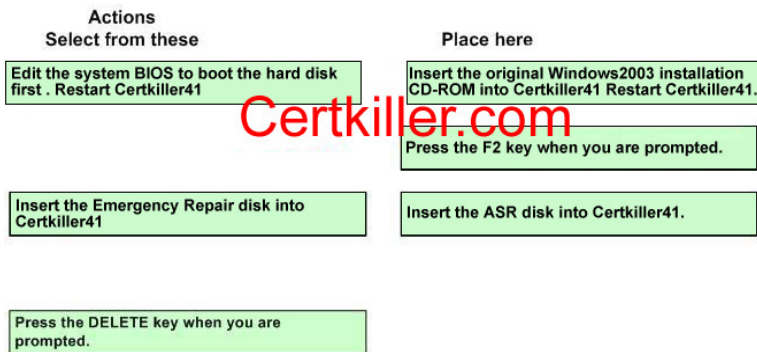 Actions
Select from these
Place here
Edit the system BIOS to boot the hard disk
first . Restart Certkiller41
Insert the original Windows2003 installation
CD-ROM into Certkiller41 Restart Certkiller41.
Certkiller.com
Press the F2 key when you are prompted.
Insert the Emergency Repair disk into
Certkiller41
Insert the ASR disk into Certkiller41.
Press the DELETE key when you are
prompted.